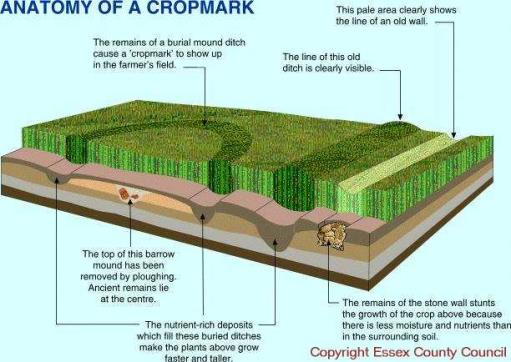 ANATOMY OF A CROPMARK
This pale area clearly shows
the line of an old wall.
The remains of a burial mound ditch
cause a 'cropmark' to show up
in the farmer's field.
The line of this old
ditch is clearly visible.
The top of this barrow
mound has been
removed by ploughing.
Ancient remains lie
at the centre.
The nutrient-rich deposits
which fill these buried ditches
make the plants above grow
faster and taller.
The remains of the stone wall stunts
the growth of the crop above because
there is less moisture and nutrients than
in the surrounding soil.
Copyright Essex County Council